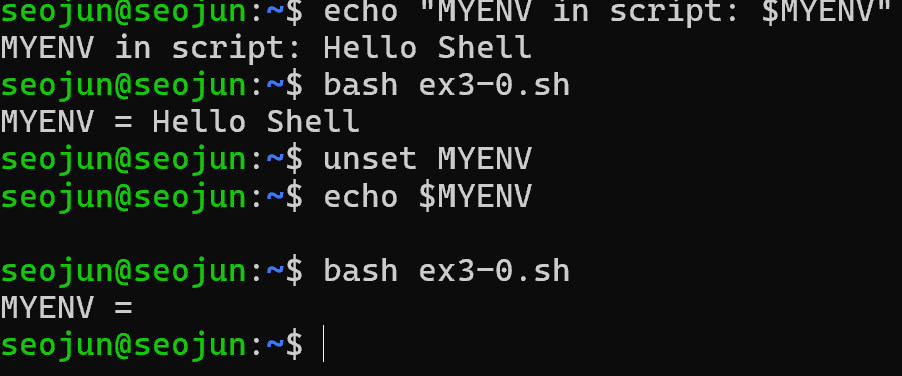 seojun@seojun:~$ echo "MYENV in script: $MYENV"
MYENV in script: Hello Shell
seojun@seojun:~$ bash ex3-0.sh
MYENV = Hello Shell
seojun@seojun:~$ unset MYENV
seojun@seojun:~$ echo $MYENV

seojun@seojun:~$ bash ex3-0.sh
MYENV =
seojun@seojun:~$